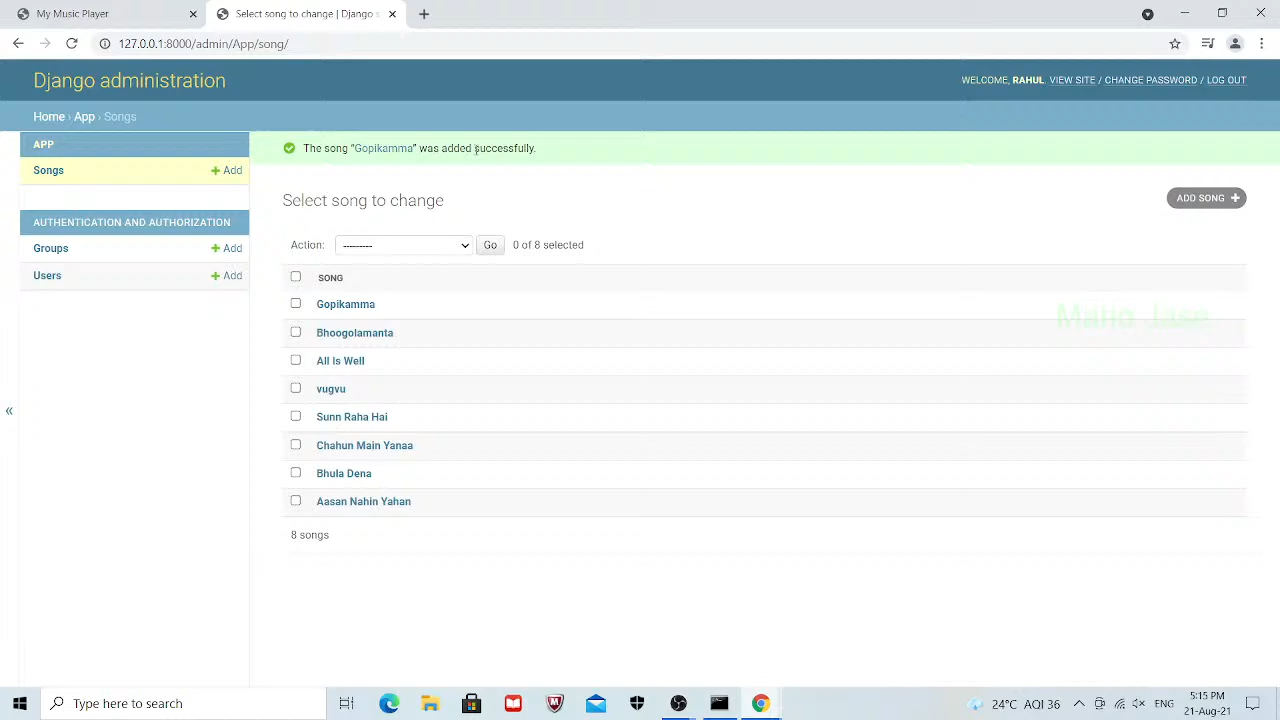 My Music Player
Select song to change | Django s
127.0.0.1:8000/admin/App/song/
Django administration
WELCOME, RAHUL. VIEW SITE / CHANGE PASSWORD / LOG OUT
Home › App › Songs
APP
Songs + Add
AUTHENTICATION AND AUTHORIZATION
Groups + Add
Users + Add
«
The song “Gopikamma” was added successfully.
Select song to change
ADD SONG +
Action: --------- Go 0 of 8 selected
SONG
Gopikamma
Bhoogolamanta
All is Well
vugvu
Sunn Raha Hai
Chahun Main Yanaa
Bhula Dena
Aasan Nahin Yahan
8 songs
Type here to search
24°C AQI 36
ENG
5:15 PM
21-Aug-21